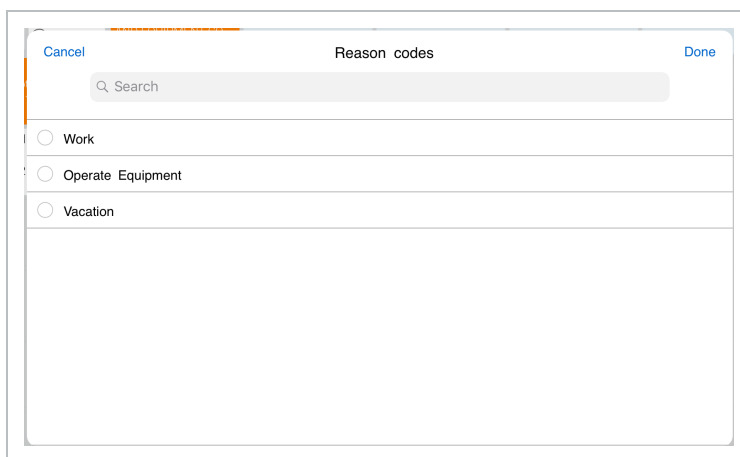 Cancel Reason codes Done
Search
Work
Operate Equipment
Vacation